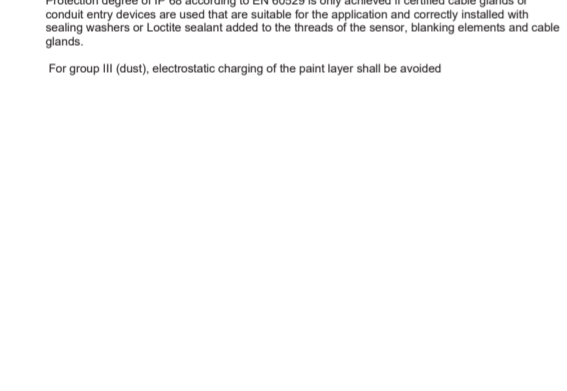 Protection degree of IP 68 according to EN 60529 is only achieved if certified cable glands or
conduit entry devices are used that are suitable for the application and correctly installed with
sealing washers or Loctite sealant added to the threads of the sensor, blanking elements and cable
glands.
For group III (dust), electrostatic charging of the paint layer shall be avoided